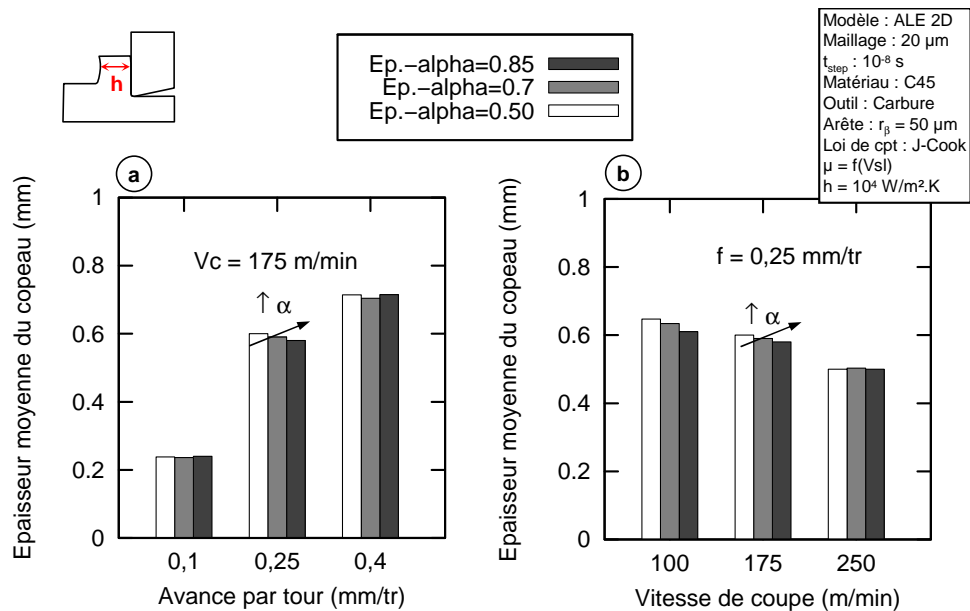 h
Ep.-alpha=0.85
Ep.-alpha=0.7
Ep.-alpha=0.50
Modèle : ALE 2D
Maillage : 20 µm
tstep : 10-8 s
Matériau : C45
Outil : Carbure
Arête : rβ = 50 µm
Loi de cpt : J-Cook
µ = f(Vsl)
h = 10⁴ W/m².K
a
Epaisseur moyenne du copeau (mm)
1
0.8
0.6
0.4
0.2
0
Vc = 175 m/min
↑ α
0,1
0,25
0,4
Avance par tour (mm/tr)
b
Epaisseur moyenne du copeau (mm)
1
0.8
0.6
0.4
0.2
0
f = 0,25 mm/tr
↑ α
100
175
250
Vitesse de coupe (m/min)